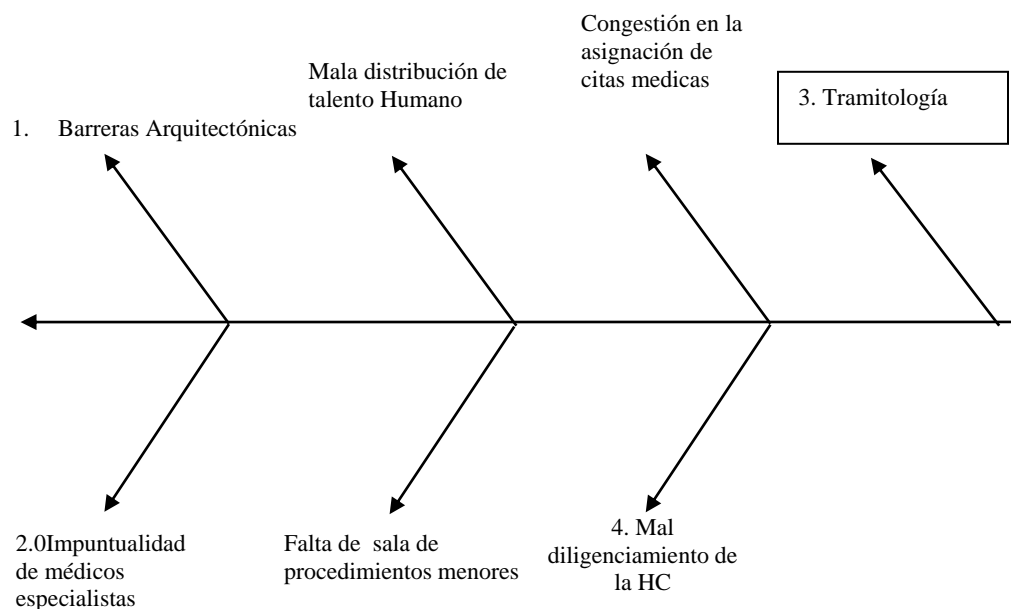 Congestión en la
asignación de
citas medicas
Mala distribución de
talento Humano
3. Tramitología
1. Barreras Arquitectónicas
2.0Impuntualidad
de médicos
especialistas
Falta de sala de
procedimientos menores
4. Mal
diligenciamiento de
la HC